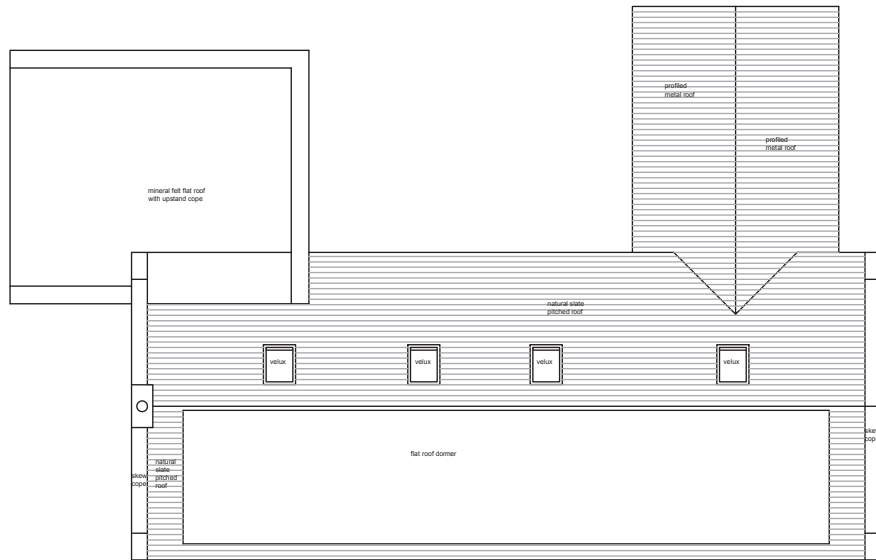 profiled
metal roof
profiled
metal roof
mineral felt flat roof
with upstand cope
natural slate
pitched roof
velux
velux
velux
velux
flat roof dormer
natural
slate
pitched
roof
skew
cope
ske
cop